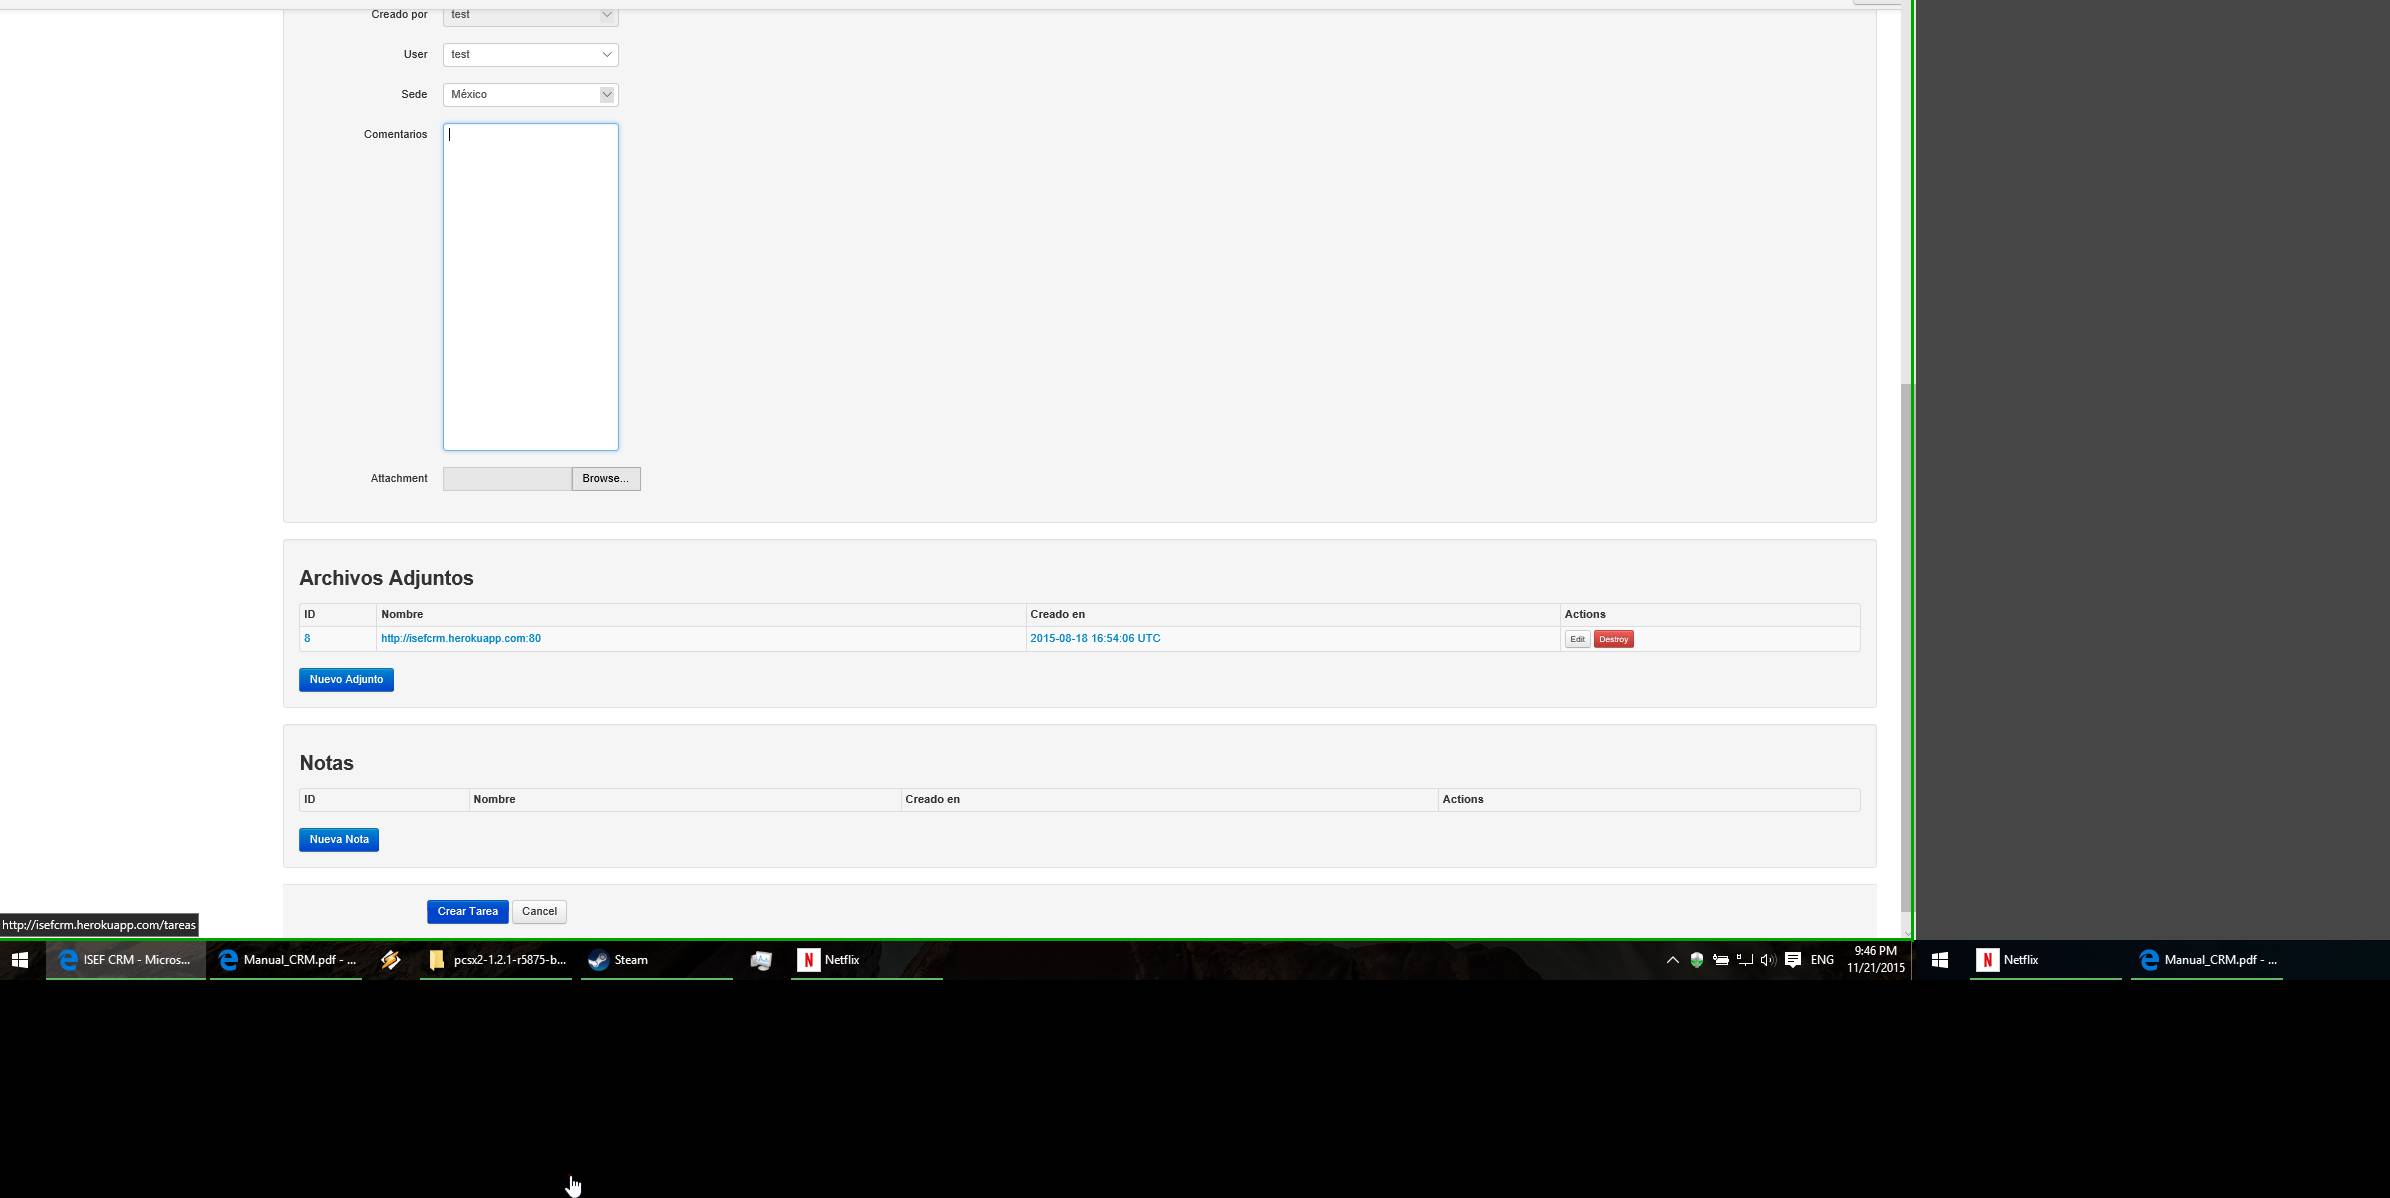 Creado por test
User test
Sede México
Comentarios
Attachment Browse...
Archivos Adjuntos
ID Nombre Creado en Actions
8 http://isefcrm.herokuapp.com:80 2015-08-18 16:54:06 UTC Edit Destroy
Nuevo Adjunto
Notas
ID Nombre Creado en Actions
Nueva Nota
Crear Tarea Cancel
http://isefcrm.herokuapp.com/tareas
ISEF CRM - Micros... Manual_CRM.pdf - ... pcsx2-1.2.1-r5875-b... Steam N Netflix ENG 9:46 PM N Netflix Manual_CRM.pdf - ...
11/21/2015